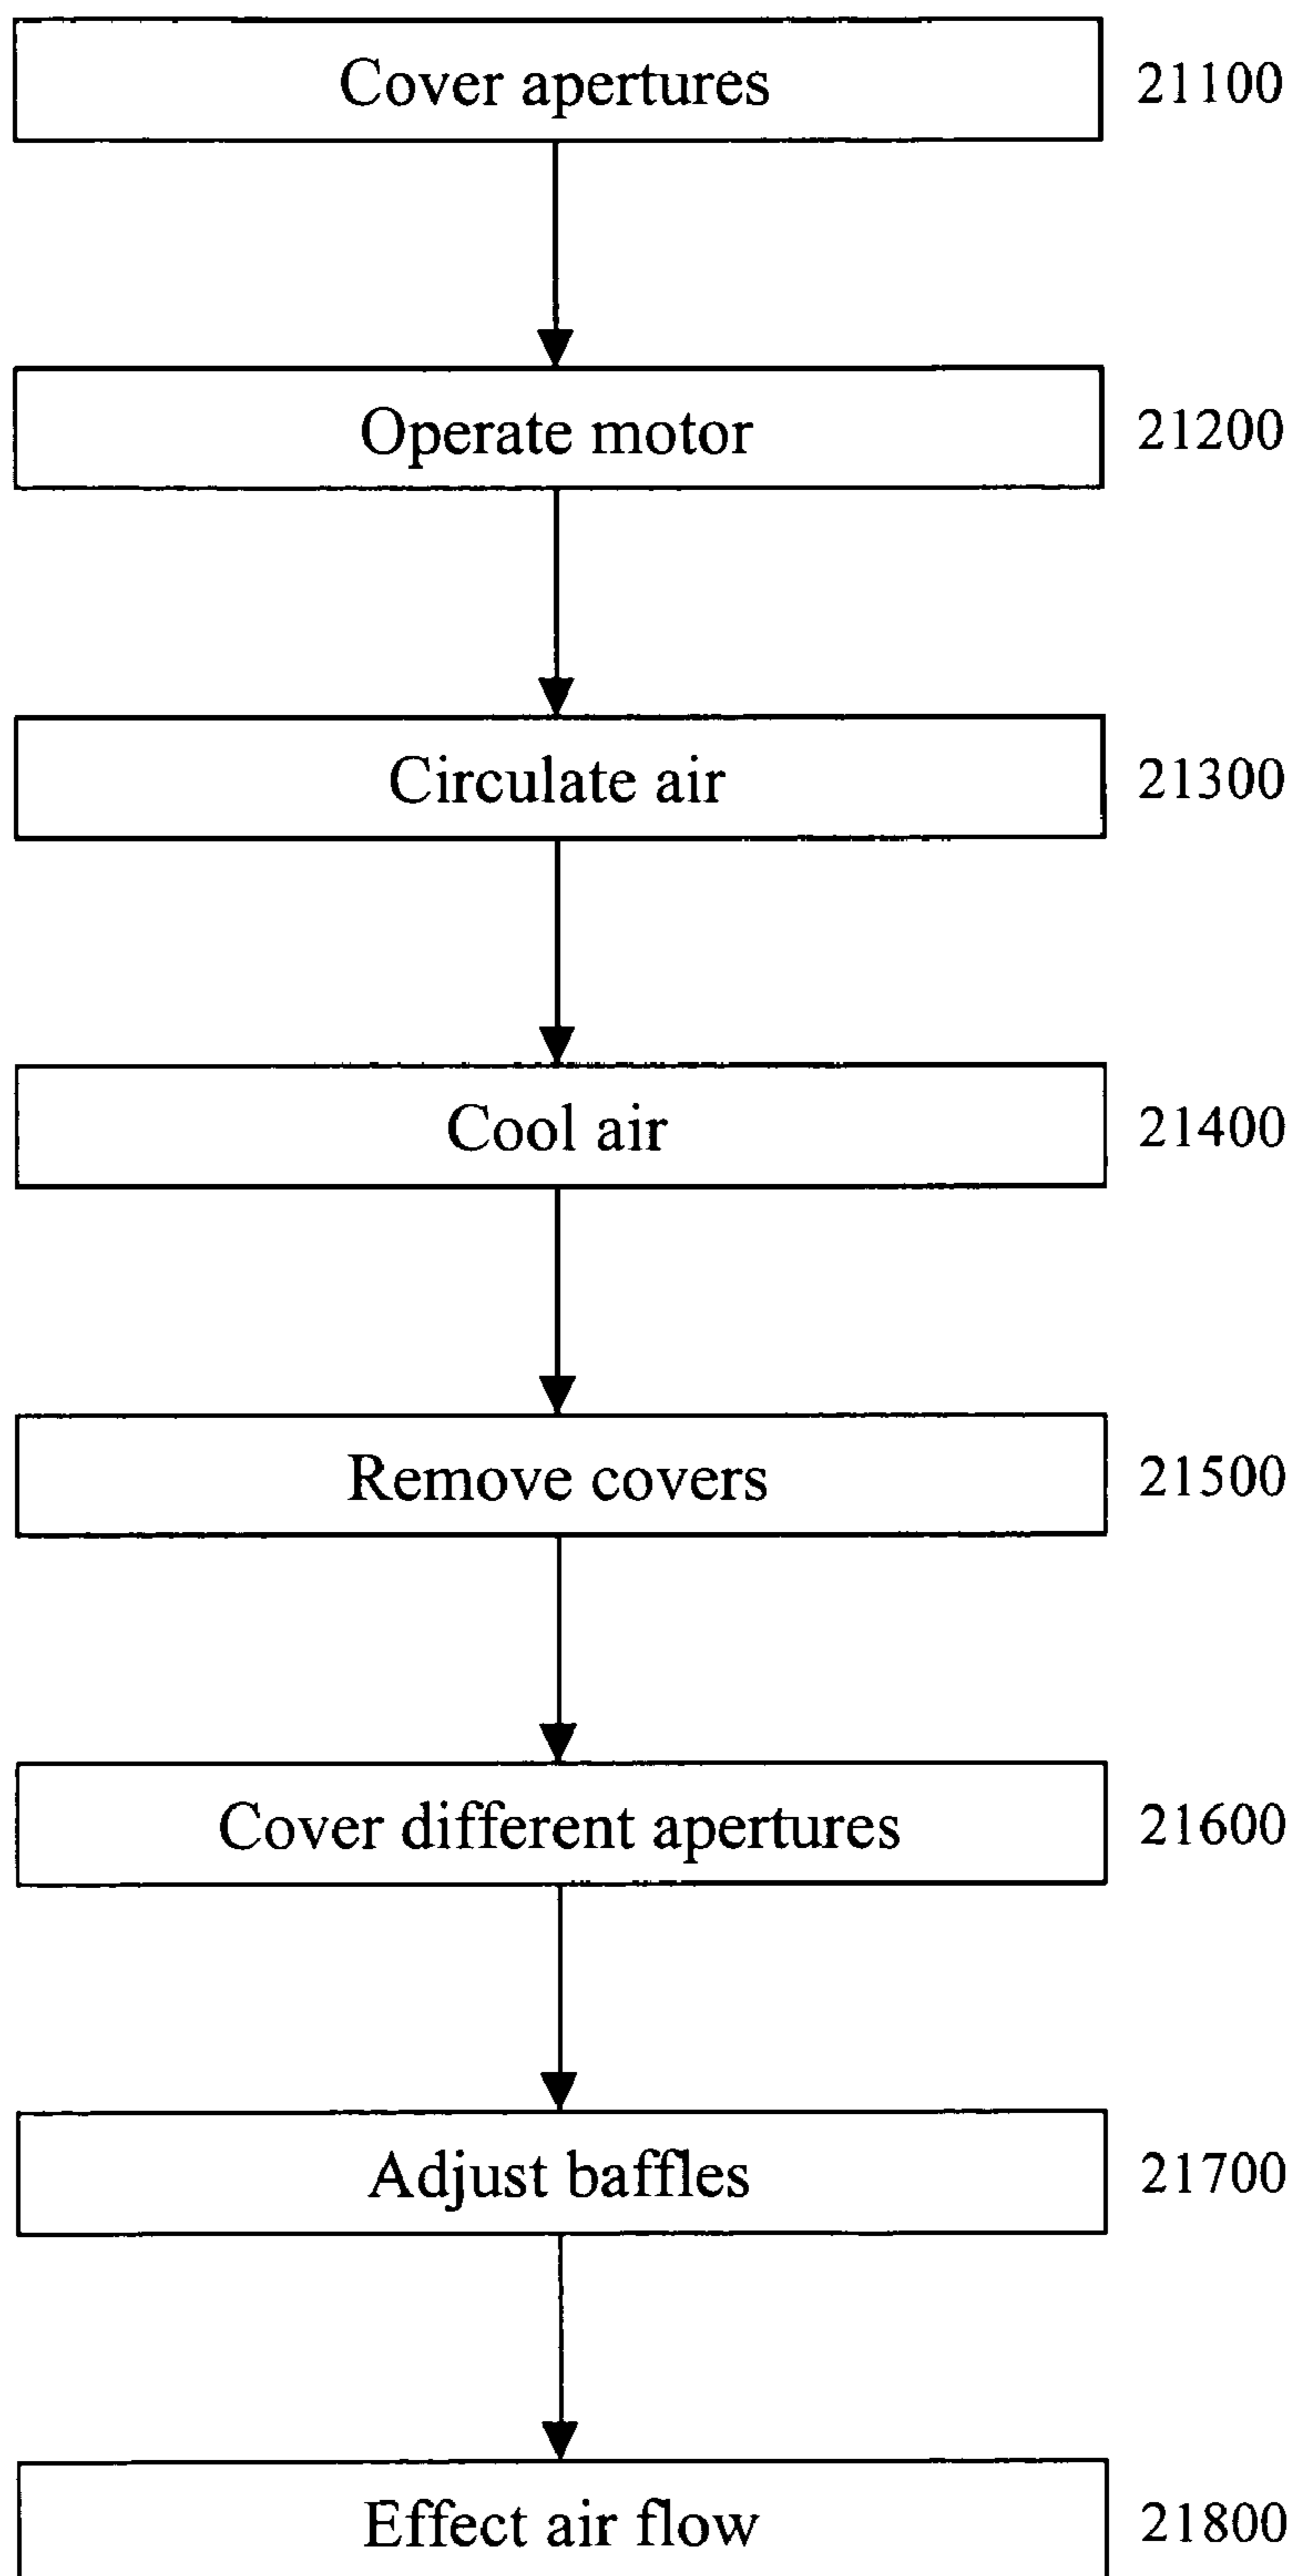 Cover apertures 21100
Operate motor 21200
Circulate air 21300
Cool air 21400
Remove covers 21500
Cover different apertures 21600
Adjust baffles 21700
Effect air flow 21800